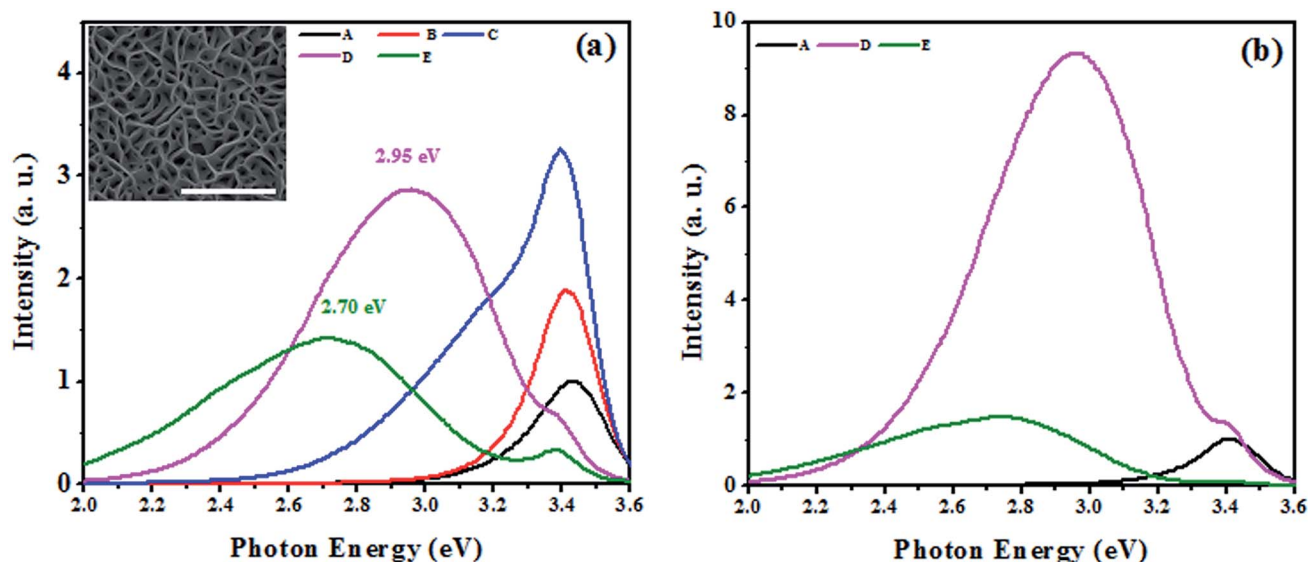 A B C
D E
(a)
4
3
2
1
0
2.95 eV
2.70 eV
Intensity (a. u.)
2.0 2.2 2.4 2.6 2.8 3.0 3.2 3.4 3.6
Photon Energy (eV)
A D E
(b)
10
8
6
4
2
0
Intensity (a. u.)
2.0 2.2 2.4 2.6 2.8 3.0 3.2 3.4 3.6
Photon Energy (eV)